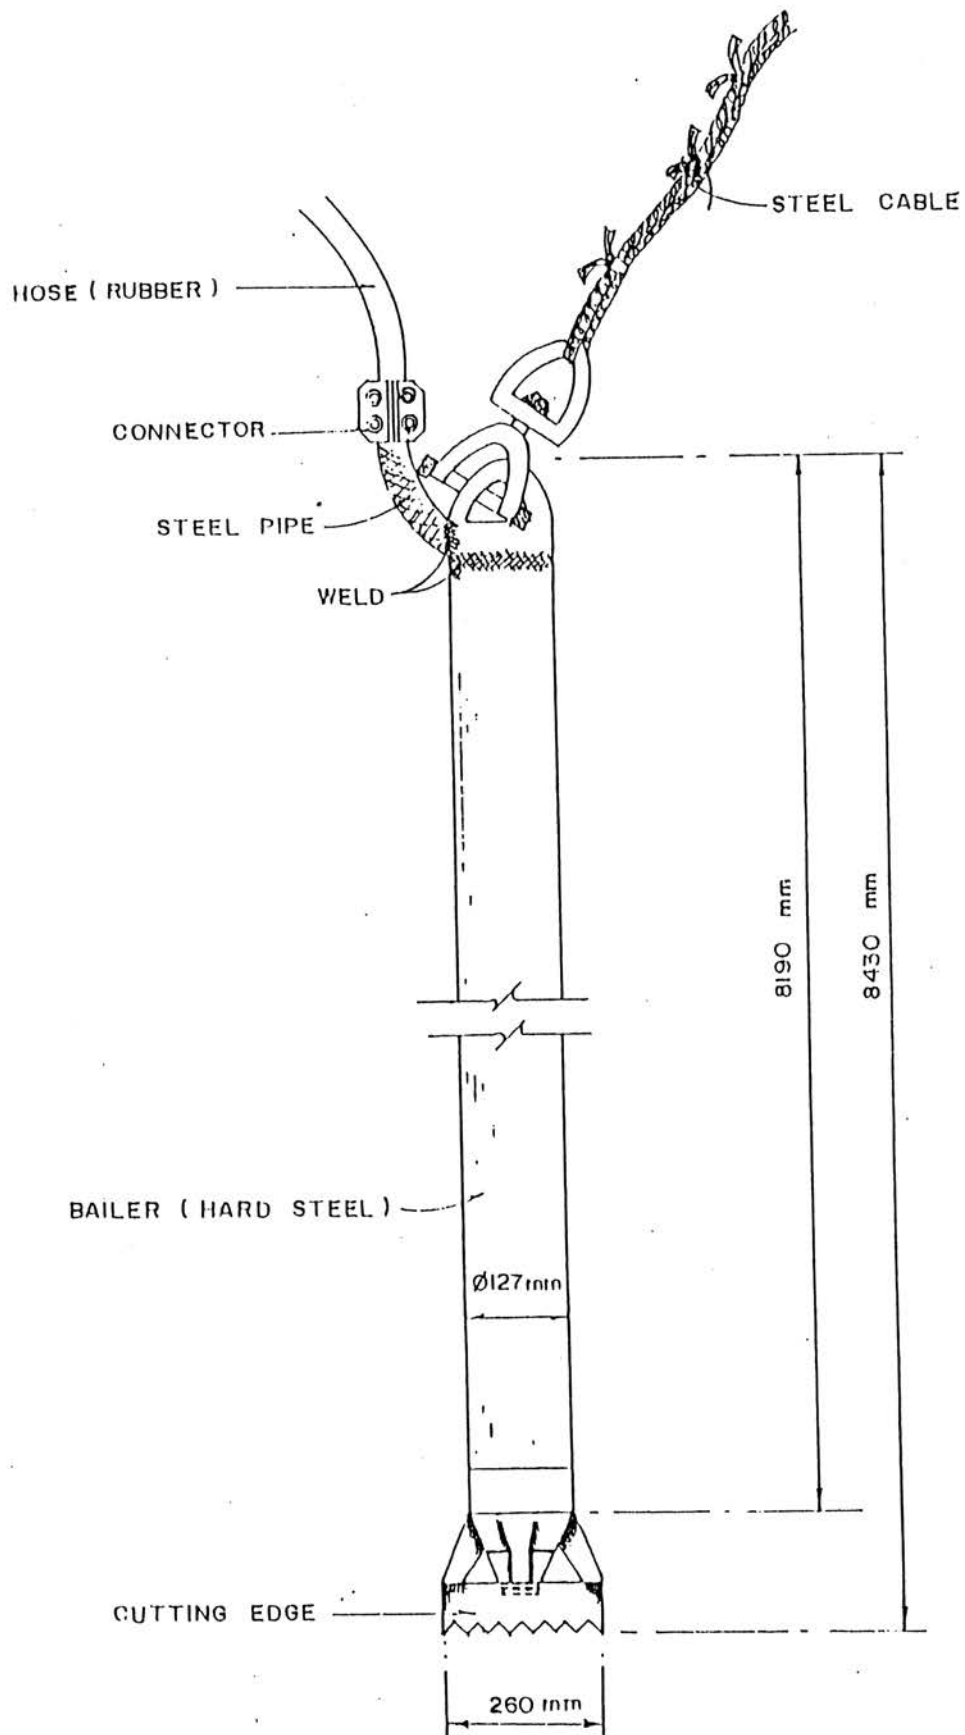 STEEL CABLE
HOSE ( RUBBER )
CONNECTOR
STEEL PIPE
WELD
8190 mm
8430 mm
BAILER ( HARD STEEL )
Ø127mm
CUTTING EDGE
260 mm